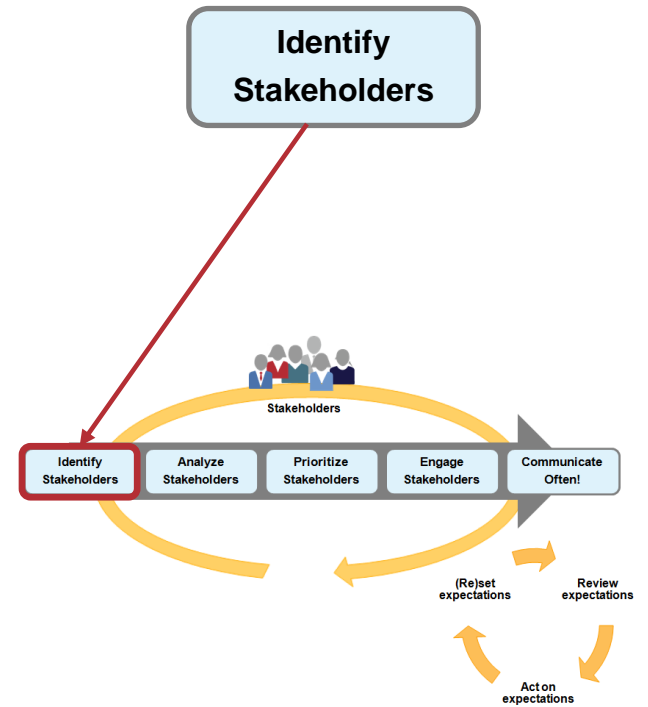 Identify
Stakeholders
Stakeholders
Identify
Stakeholders
Analyze
Stakeholders
Prioritize
Stakeholders
Engage
Stakeholders
Communicate
Often!
(Re)set
expectations
Review
expectations
Act on
expectations